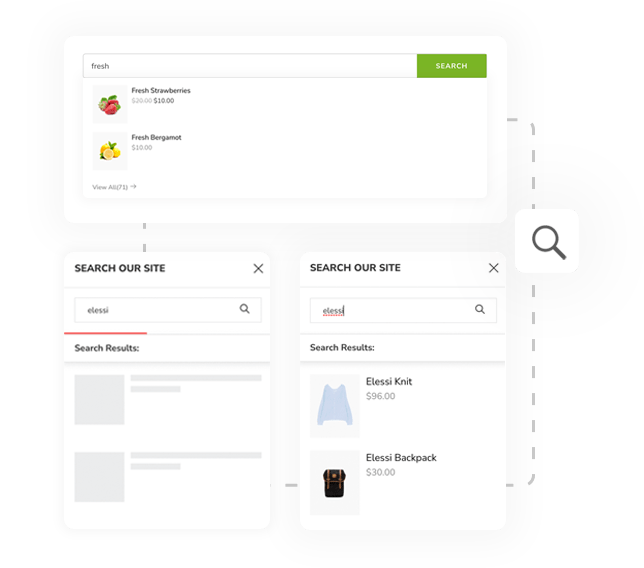 fresh
SEARCH
Fresh Strawberries
$20.00 $10.00
Fresh Bergamot
$10.00
View All(71) →
SEARCH OUR SITE
elessi
Search Results:
SEARCH OUR SITE
elessi
Search Results:
Elessi Knit
$96.00
Elessi Backpack
$30.00